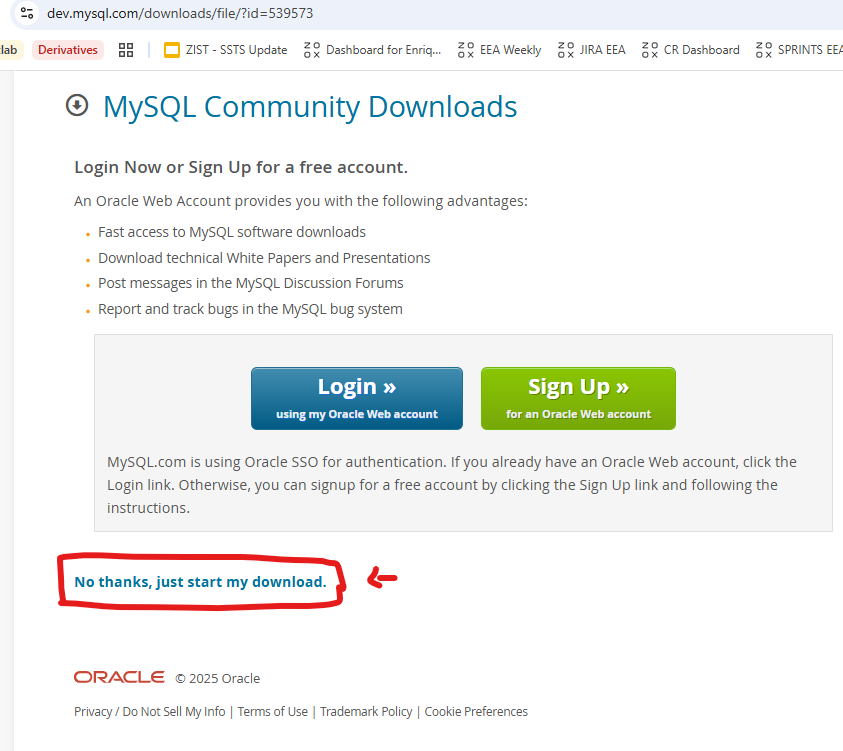 dev.mysql.com/downloads/file/?id=539573
lab Derivatives ZIST - SSTS Update Dashboard for Enriq... EEA Weekly JIRA EEA CR Dashboard SPRINTS EEA
MySQL Community Downloads
Login Now or Sign Up for a free account.
An Oracle Web Account provides you with the following advantages:
Fast access to MySQL software downloads
Download technical White Papers and Presentations
Post messages in the MySQL Discussion Forums
Report and track bugs in the MySQL bug system
Login » Sign Up »
using my Oracle Web account for an Oracle Web account
MySQL.com is using Oracle SSO for authentication. If you already have an Oracle Web account, click the
Login link. Otherwise, you can signup for a free account by clicking the Sign Up link and following the
instructions.
No thanks, just start my download.
ORACLE © 2025 Oracle
Privacy / Do Not Sell My Info | Terms of Use | Trademark Policy | Cookie Preferences